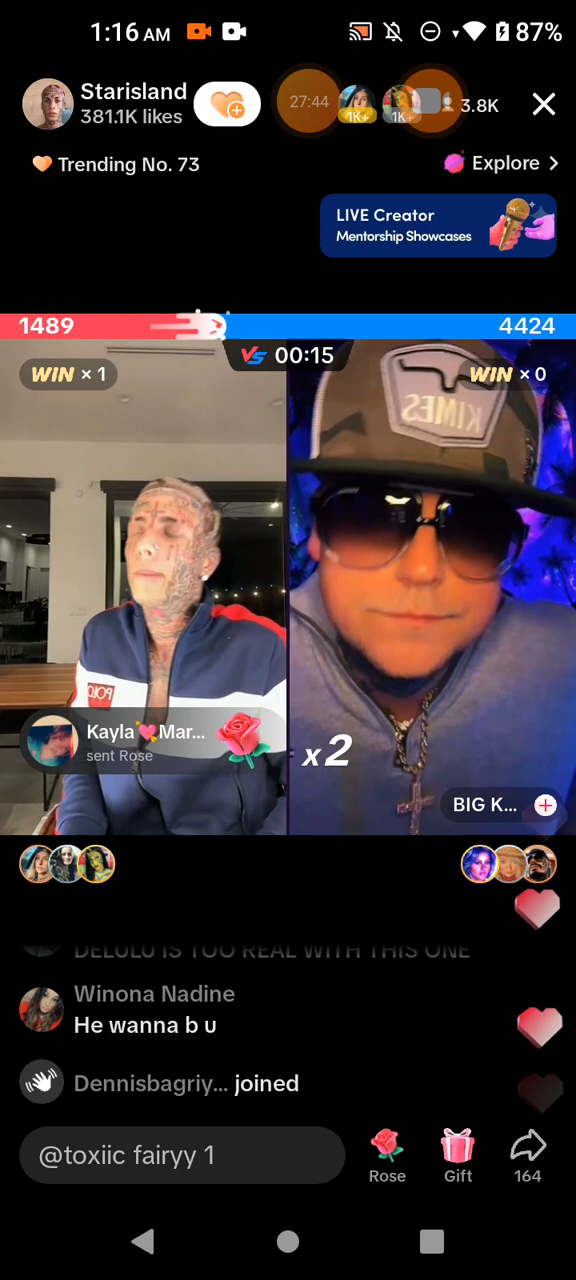 1:16 AM
87%
Starisland
381.1K likes
27:44
1K+
1K+
3.8K
Trending No. 73
Explore
LIVE Creator
Mentorship Showcases
1489
4424
VS 00:15
WIN × 1
WIN × 0
KIMES
POLO
Kayla💘Mar...
sent Rose
x2
BIG K...
DELULU IS TOO REAL WITH THIS ONE
Winona Nadine
He wanna b u
Dennisbagriy... joined
@toxiic fairyy 1
Rose
Gift
164